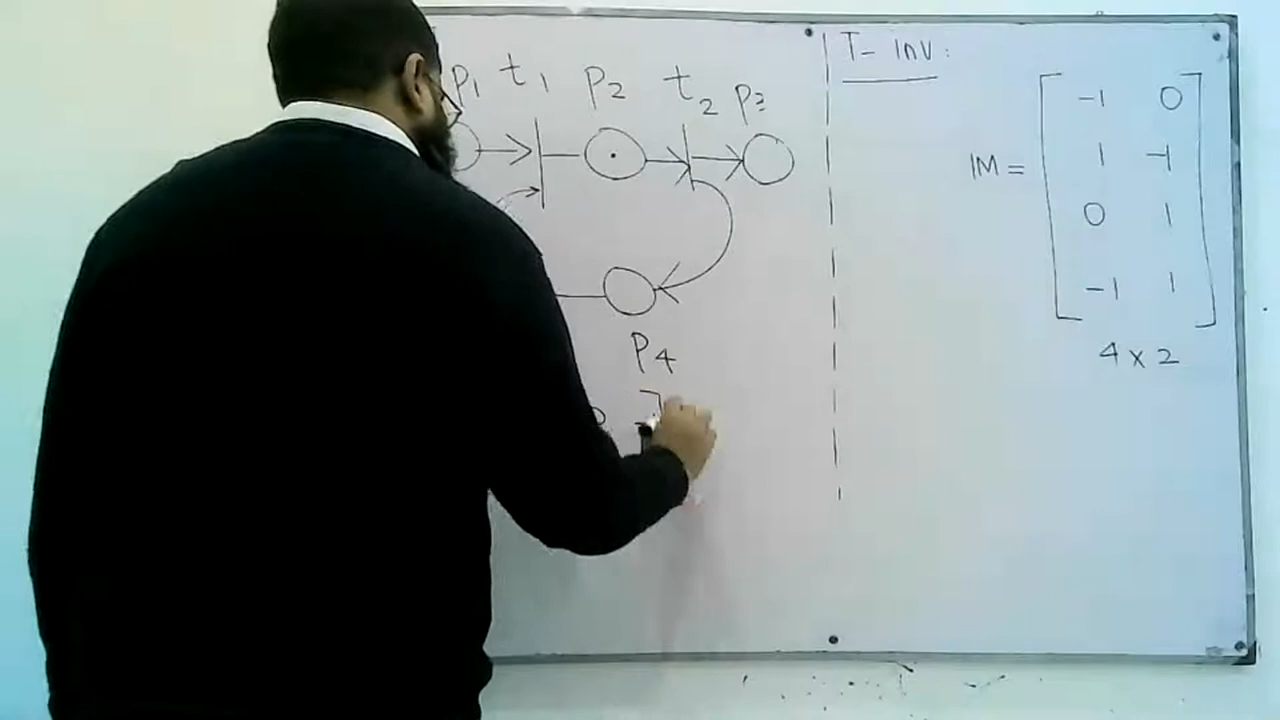 P1 t1 P2 t2 P3
P4
T- Inv:
IM =
-1 0
1 -1
0 1
-1 1
4 x 2